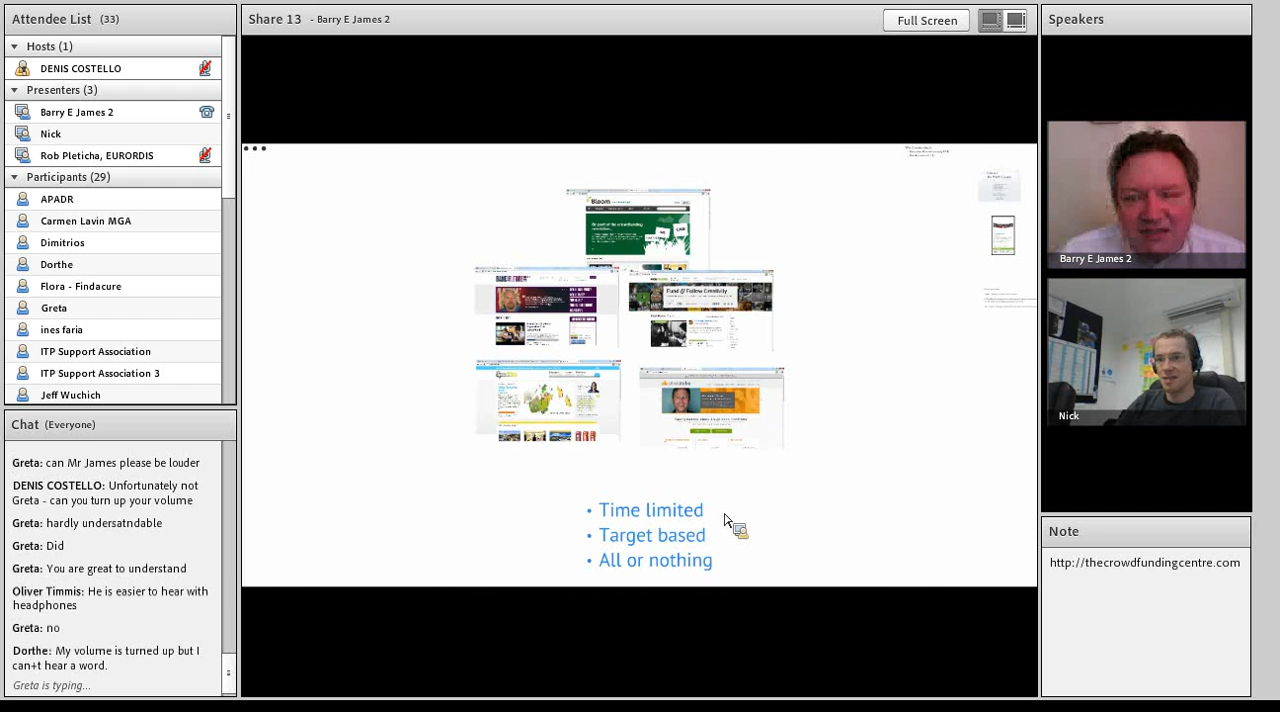 Attendee List (33)
Hosts (1)
DENIS COSTELLO
Presenters (3)
Barry E James 2
Nick
Rob Pleticha, EURORDIS
Participants (29)
APADR
Carmen Lavin MGA
Dimitrios
Dorthe
Flood - Findacure
Greta
ines faria
ITP Support Association
ITP Support Association 3
Greta: can Mr James please be louder
DENIS COSTELLO: Unfortunately not
Greta - can you turn up your volume
Greta: hardly undersatndable
Greta: Did
Greta: You are great to understand
Oliver Timmis: He is easier to hear with
headphones
Greta: no
Dorthe: My volume is turned up but I
can+t hear a word.
Greta is typing...
Share 13 - Barry E James 2
Full Screen
Bloom
Fund & Follow Creativity
• Time limited
• Target based
• All or nothing
Speakers
Barry E James 2
Nick
Note
http://thecrowdfundingcentre.com